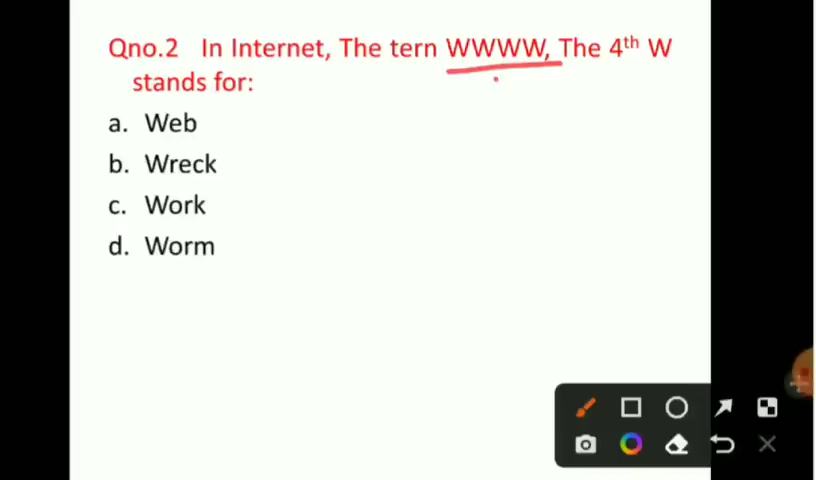 Qno.2 In Internet, The tern WWWW, The 4th W
stands for:
a. Web
b. Wreck
c. Work
d. Worm